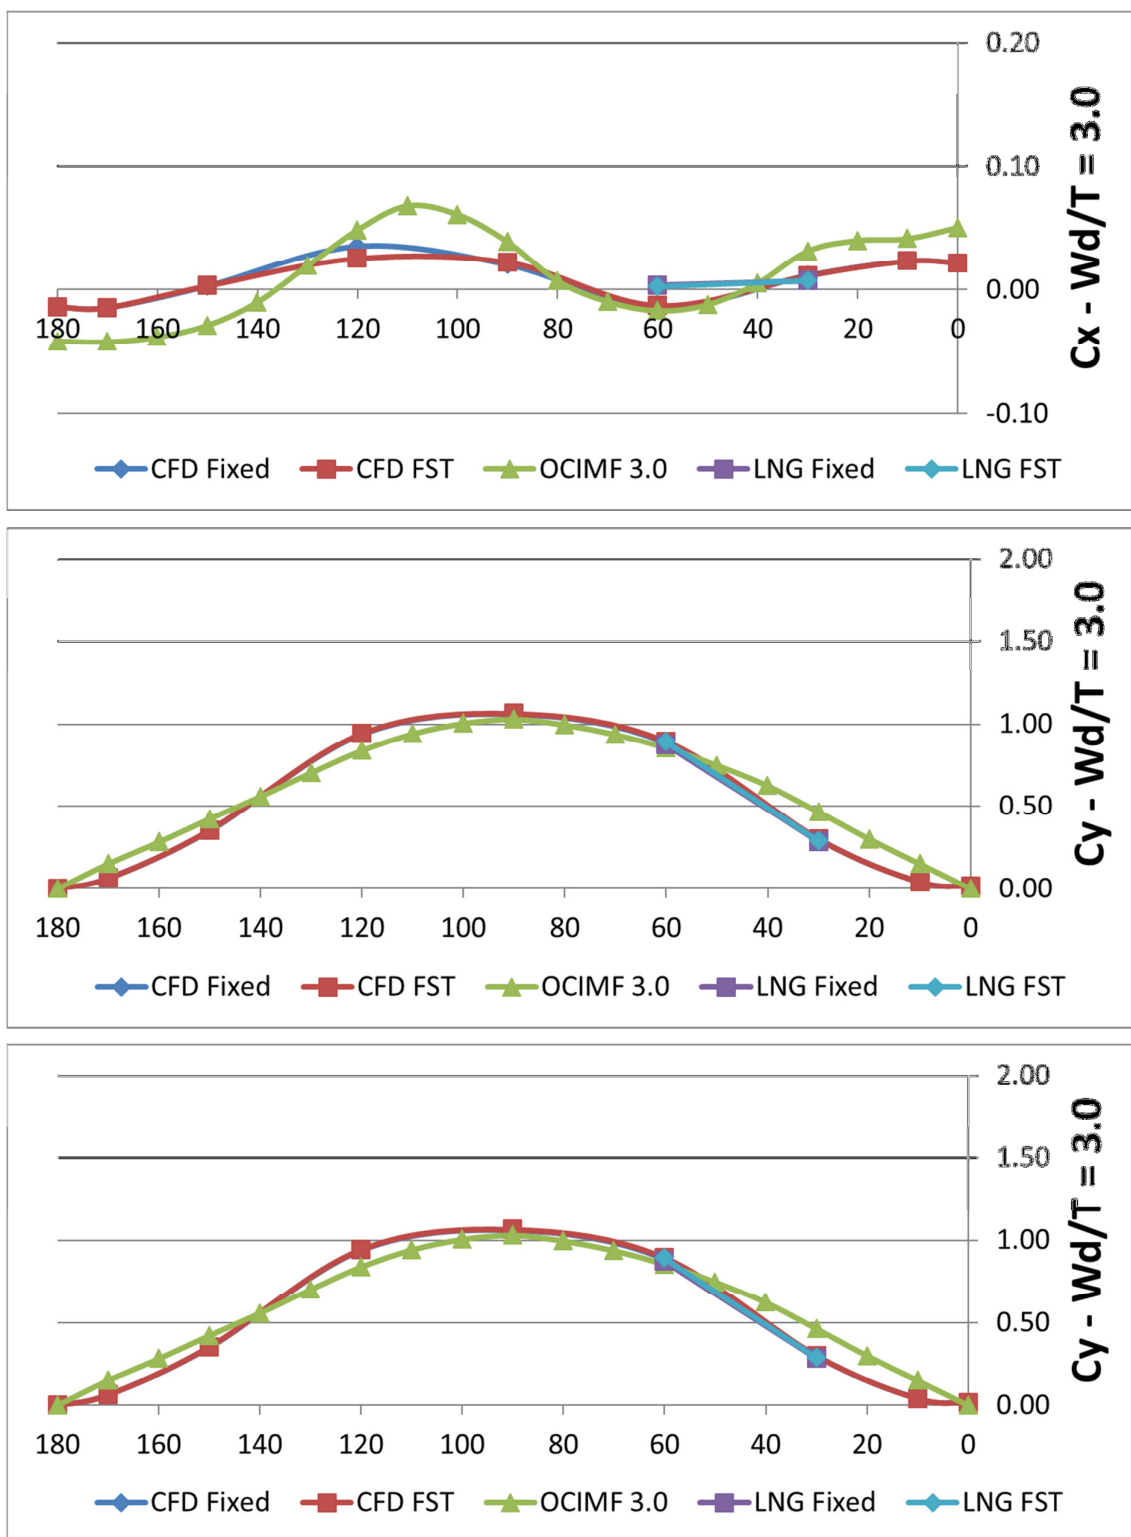 0.20
0.10
0.00
-0.10
180 160 140 120 100 80 60 40 20 0
Cx - Wd/T = 3.0
CFD Fixed CFD FST OCIMF 3.0 LNG Fixed LNG FST
2.00
1.50
1.00
0.50
0.00
180 160 140 120 100 80 60 40 20 0
Cy - Wd/T = 3.0
CFD Fixed CFD FST OCIMF 3.0 LNG Fixed LNG FST
2.00
1.50
1.00
0.50
0.00
180 160 140 120 100 80 60 40 20 0
Cy - Wd/T = 3.0
CFD Fixed CFD FST OCIMF 3.0 LNG Fixed LNG FST